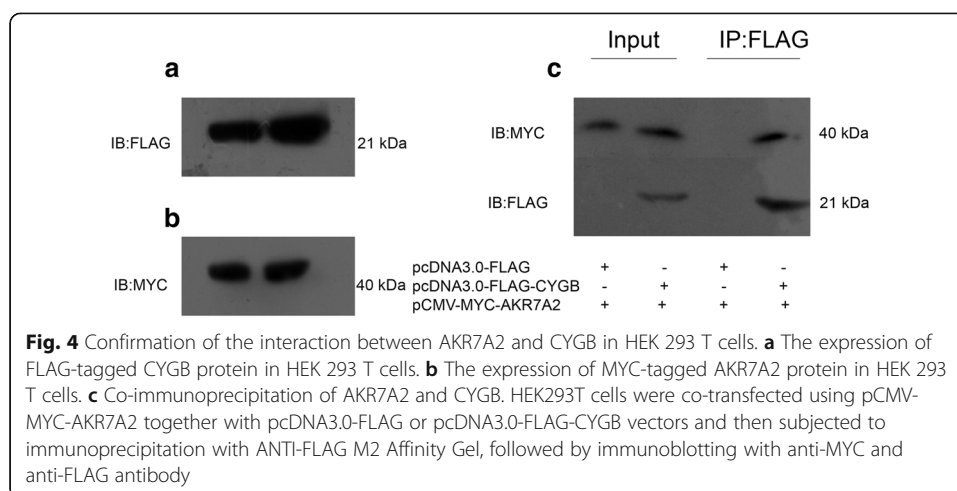 Input IP:FLAG
a c
IB:FLAG 21 kDa
IB:MYC 40 kDa
IB:FLAG 21 kDa
b
IB:MYC 40 kDa
pcDNA3.0-FLAG + - + -
pcDNA3.0-FLAG-CYGB - + - +
pCMV-MYC-AKR7A2 + + + +
Fig. 4 Confirmation of the interaction between AKR7A2 and CYGB in HEK 293 T cells. a The expression of
FLAG-tagged CYGB protein in HEK 293 T cells. b The expression of MYC-tagged AKR7A2 protein in HEK 293
T cells. c Co-immunoprecipitation of AKR7A2 and CYGB. HEK293T cells were co-transfected using pCMV-
MYC-AKR7A2 together with pcDNA3.0-FLAG or pcDNA3.0-FLAG-CYGB vectors and then subjected to
immunoprecipitation with ANTI-FLAG M2 Affinity Gel, followed by immunoblotting with anti-MYC and
anti-FLAG antibody